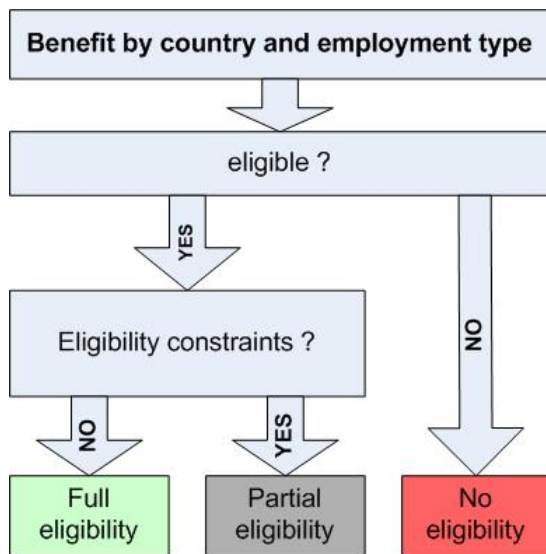 Benefit by country and employment type
eligible ?
YES
NO
Eligibility constraints ?
NO
YES
Full
eligibility
Partial
eligibility
No
eligibility